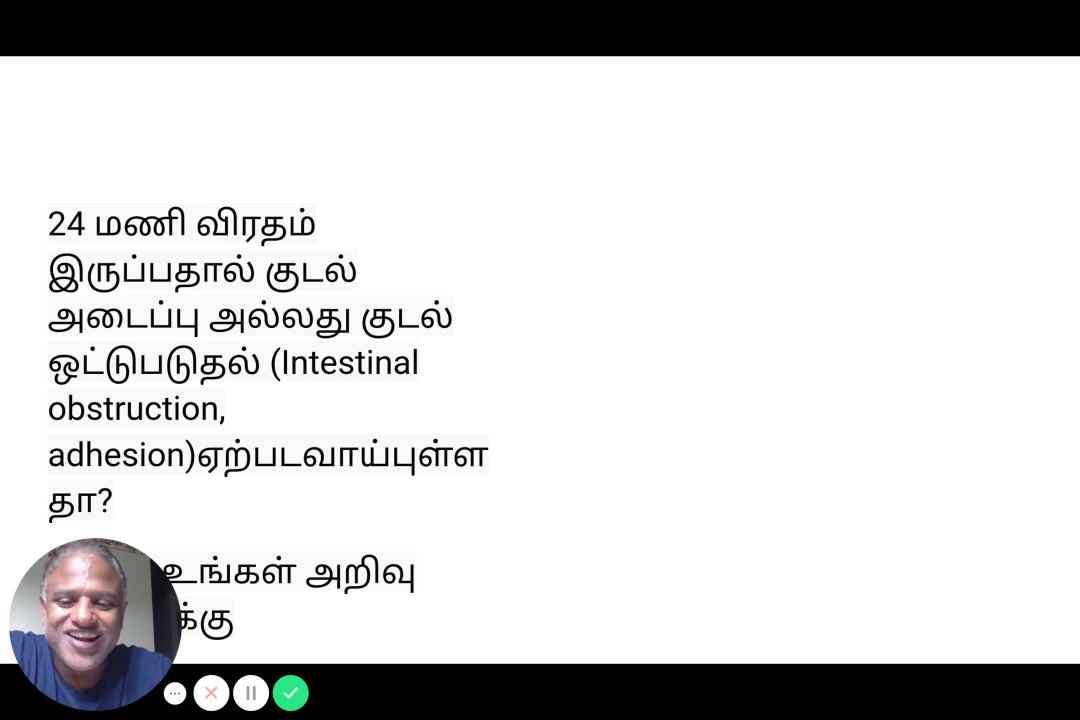 24 மணி விரதம்
இருப்பதால் குடல்
அடைப்பு அல்லது குடல்
ஒட்டுபடுதல் (Intestinal
obstruction,
adhesion)ஏற்படவாய்புள்ள
தா?
உங்கள் அறிவு
க்கு